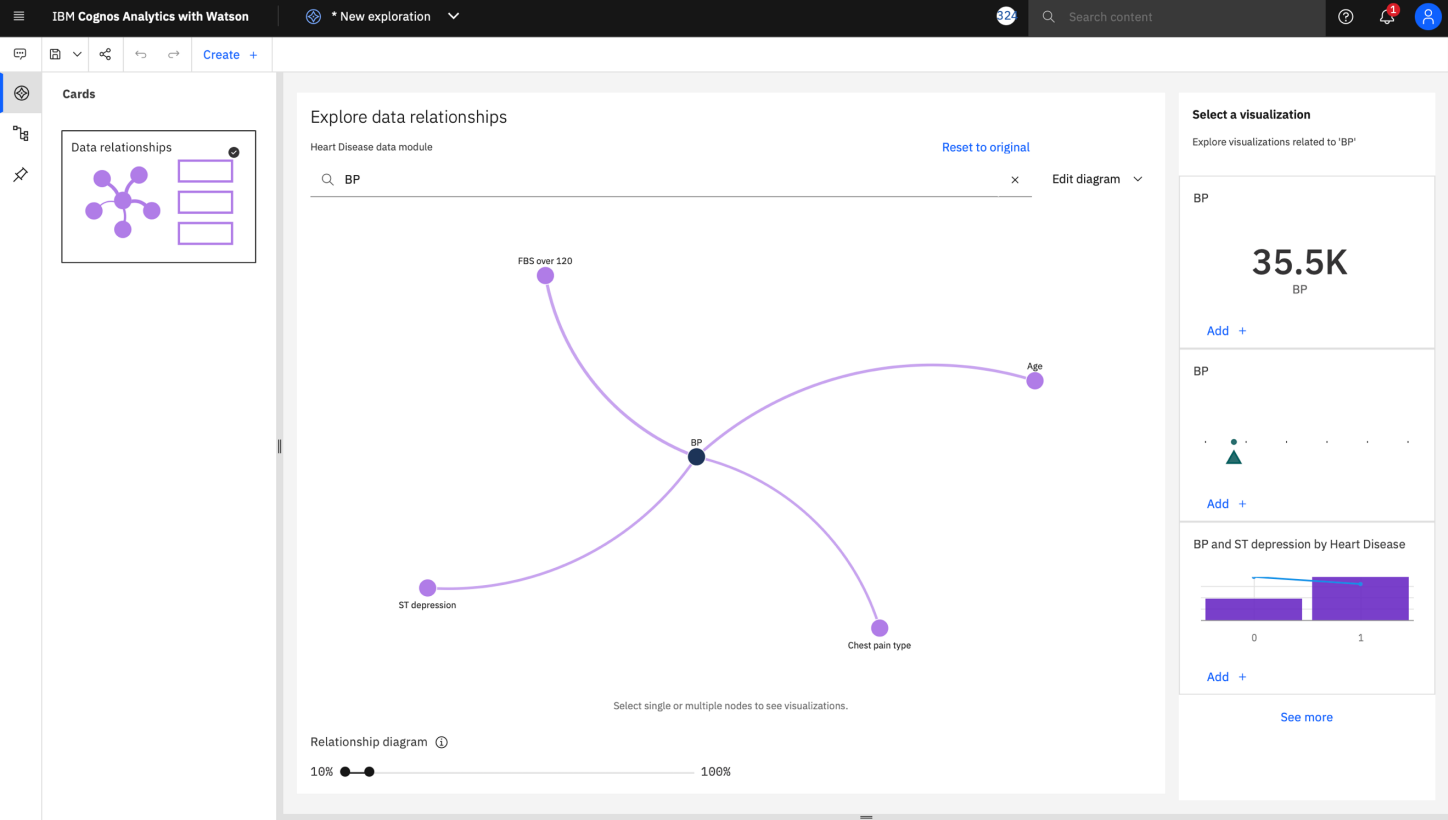 IBM Cognos Analytics with Watson
* New exploration
324
Search content
1
Create +
Cards
Data relationships
Explore data relationships
Heart Disease data module
Reset to original
BP
Edit diagram
FBS over 120
Age
BP
ST depression
Chest pain type
Select single or multiple nodes to see visualizations.
Relationship diagram
10%
100%
Select a visualization
Explore visualizations related to 'BP'
BP
35.5K
BP
Add +
BP
Add +
BP and ST depression by Heart Disease
0
1
Add +
See more